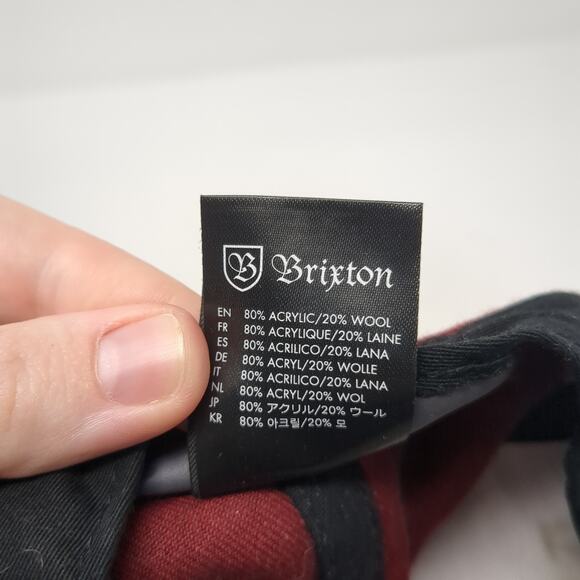 B Brixton
EN 80% ACRYLIC/20% WOOL
FR 80% ACRYLIQUE/20% LAINE
ES 80% ACRILICO/20% LANA
DE 80% ACRYL/20% WOLLE
IT 80% ACRILICO/20% LANA
NL 80% ACRYL/20% WOL
JP 80% アクリル/20% ウール
KR 80% 아크릴/20% 모